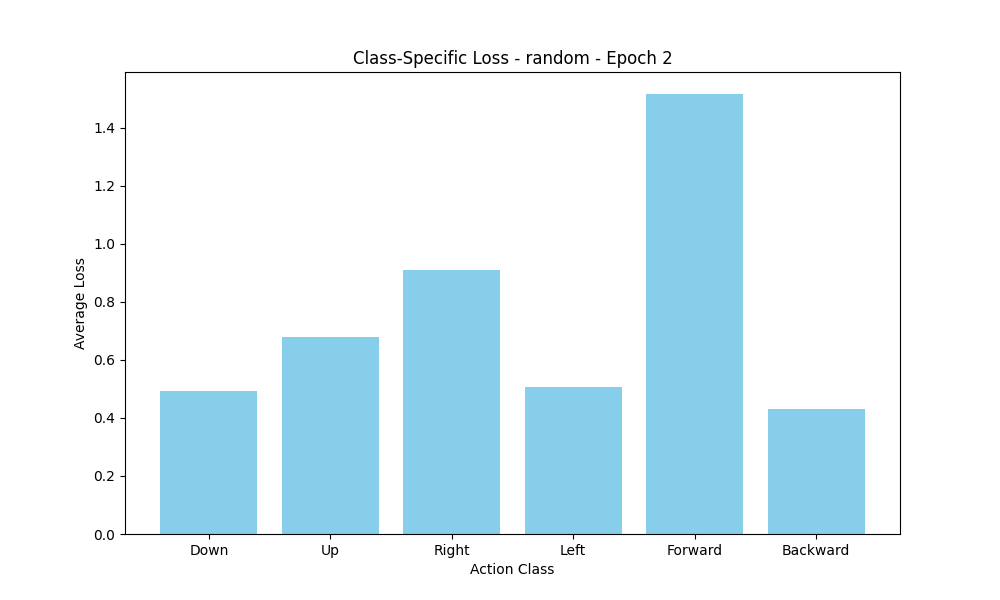 Class-Specific Loss - random - Epoch 2
1.4
1.2
1.0
0.8
0.6
0.4
0.2
0.0
Average Loss
Down Up Right Left Forward Backward
Action Class